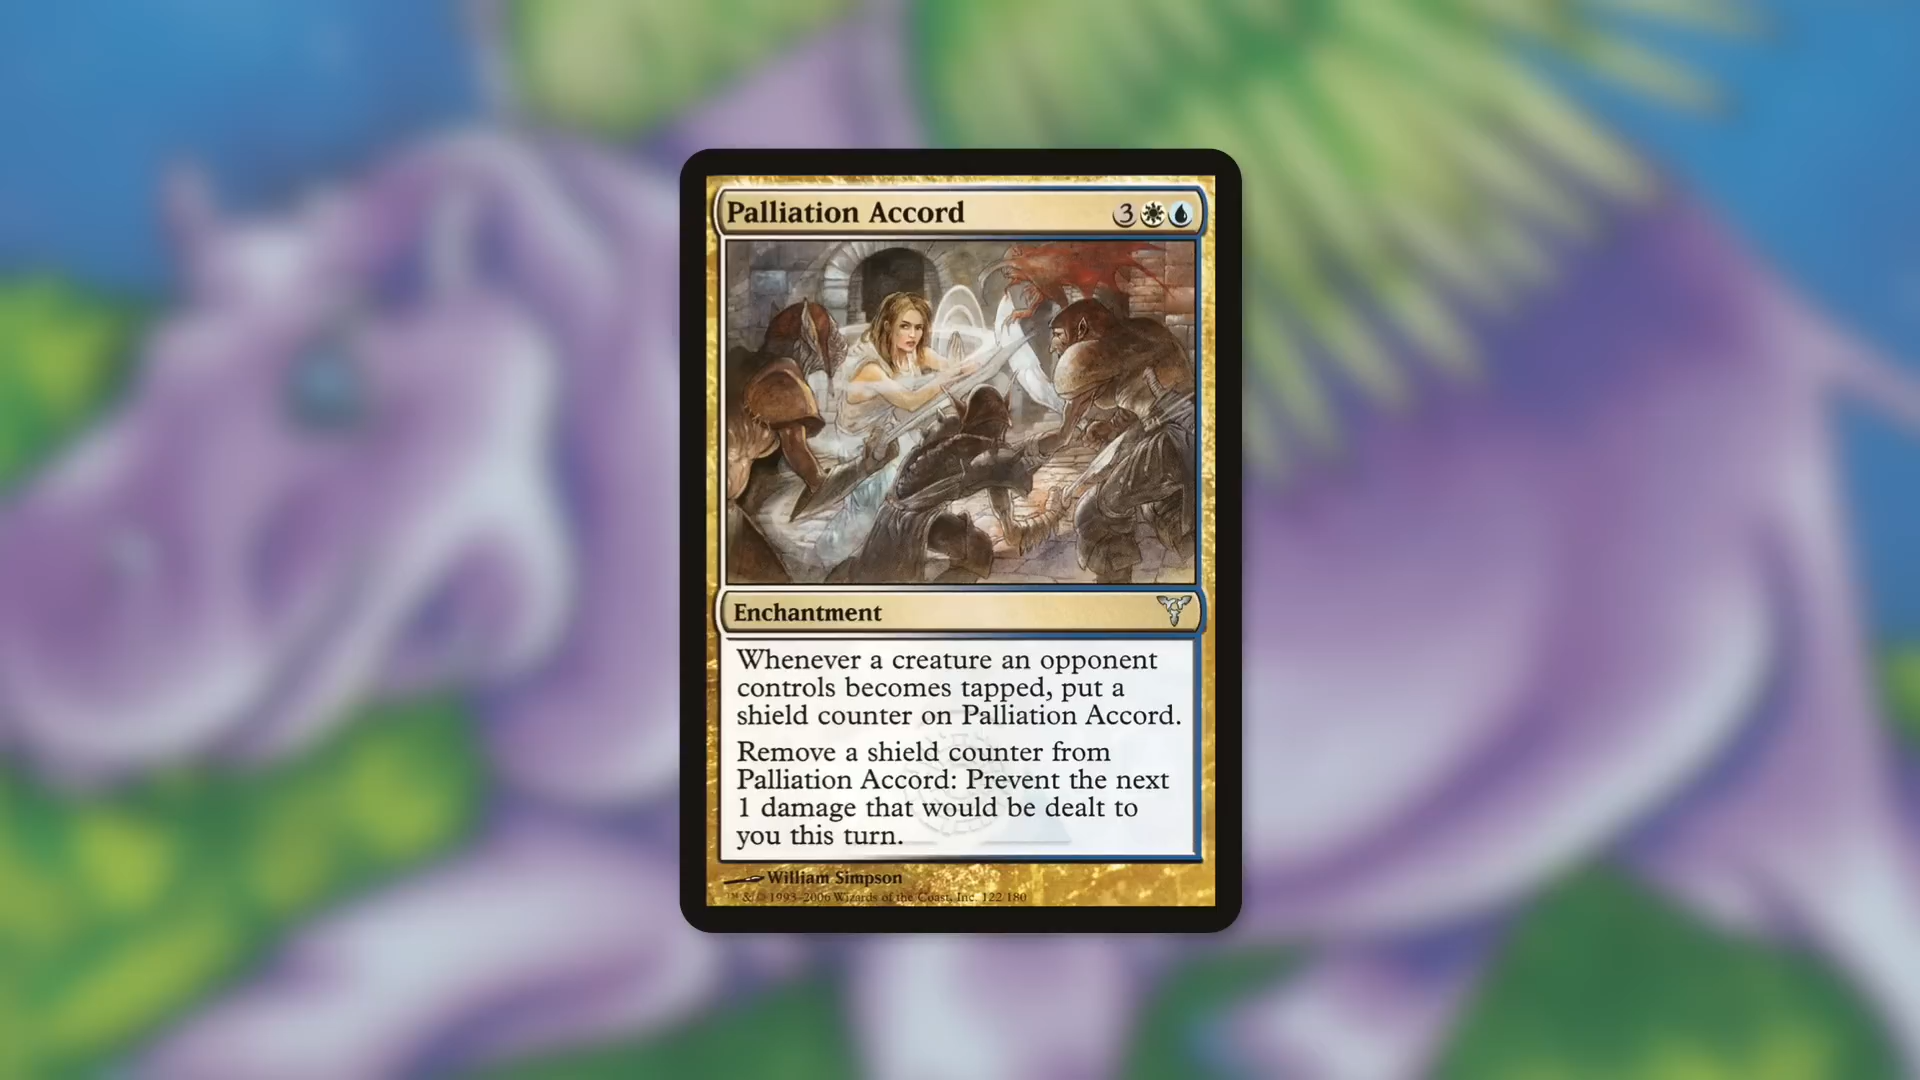 Palliation Accord 3
Enchantment
Whenever a creature an opponent
controls becomes tapped, put a
shield counter on Palliation Accord.
Remove a shield counter from
Palliation Accord: Prevent the next
1 damage that would be dealt to
you this turn.
William Simpson
™ & © 1993–2006 Wizards of the Coast, Inc. 122/180